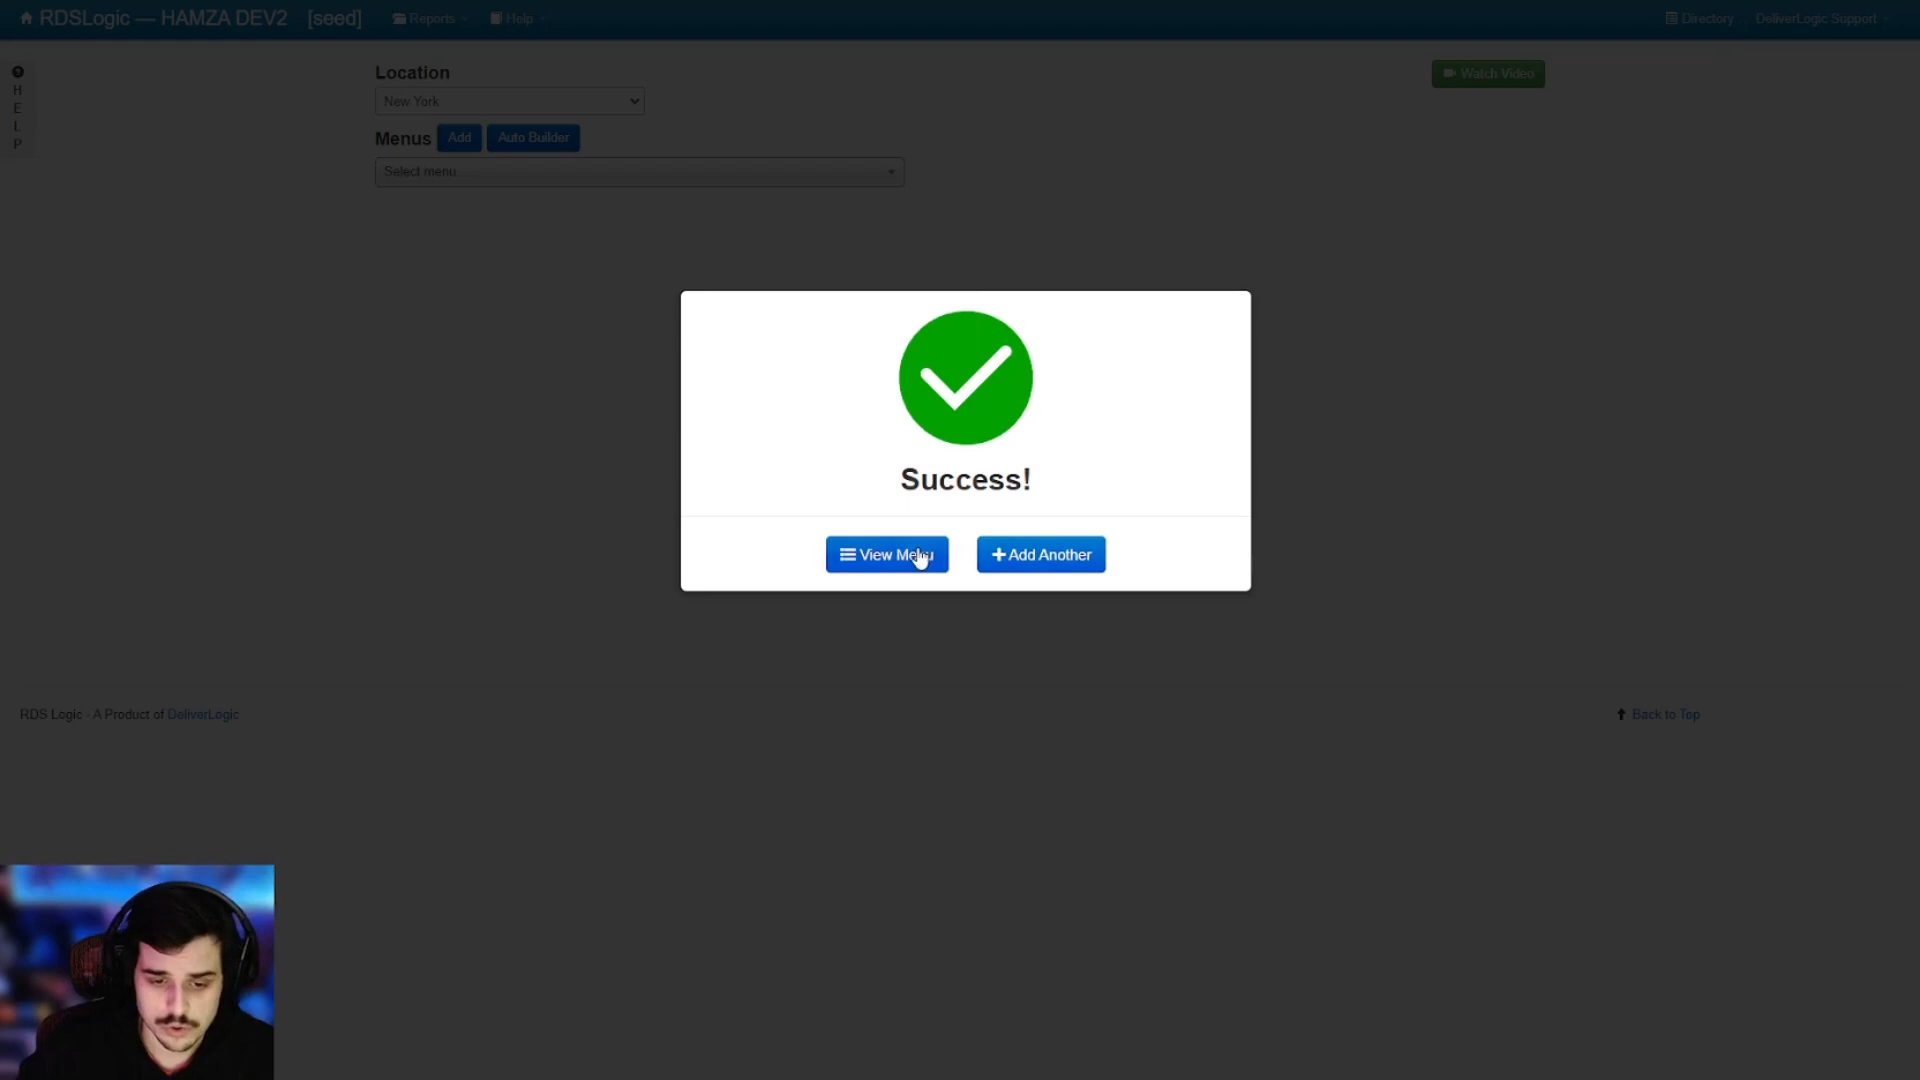 RDSLogic — HAMZA DEV2 [seed] Reports Help Directory DeliverLogic Support
HELP
Location
Watch Video
New York
Menus Add Auto Builder
Select menu...
Success!
View Menu Add Another
RDS Logic - A Product of DeliverLogic Back to Top